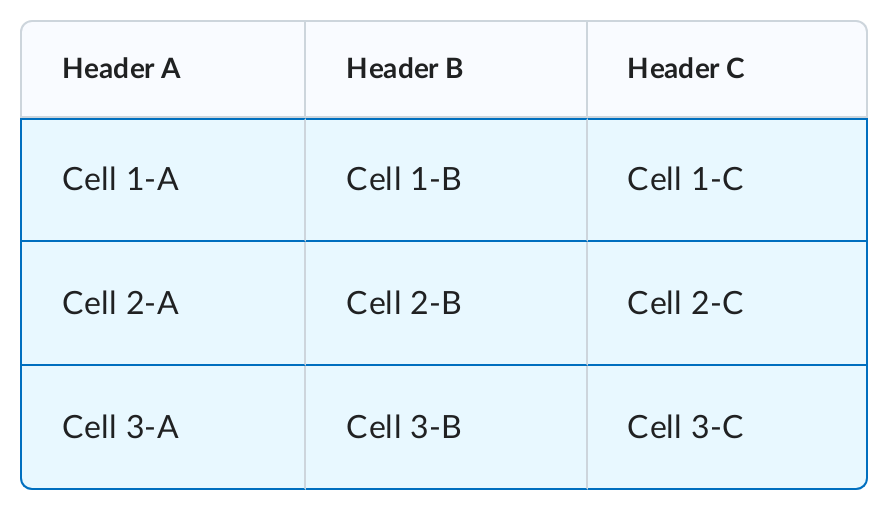 Header A Header B Header C
Cell 1-A Cell 1-B Cell 1-C
Cell 2-A Cell 2-B Cell 2-C
Cell 3-A Cell 3-B Cell 3-C